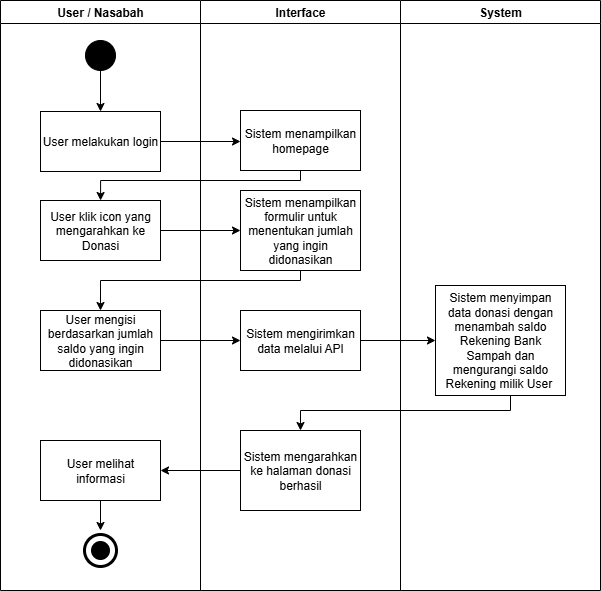 User / Nasabah
Interface
System
User melakukan login
Sistem menampilkan
homepage
User klik icon yang
mengarahkan ke
Donasi
Sistem menampilkan
formulir untuk
menentukan jumlah
yang ingin
didonasikan
User mengisi
berdasarkan jumlah
saldo yang ingin
didonasikan
Sistem mengirimkan
data melalui API
Sistem menyimpan
data donasi dengan
menambah saldo
Rekening Bank
Sampah dan
mengurangi saldo
Rekening milik User
Sistem mengarahkan
ke halaman donasi
berhasil
User melihat
informasi